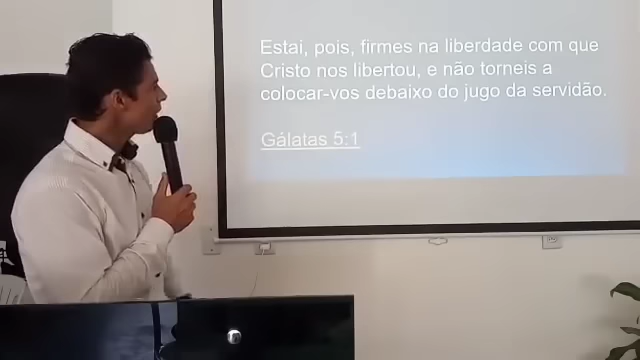 Estai, pois, firmes na liberdade com que
Cristo nos libertou, e não torneis a
colocar-vos debaixo do jugo da servidão.
Gálatas 5:1